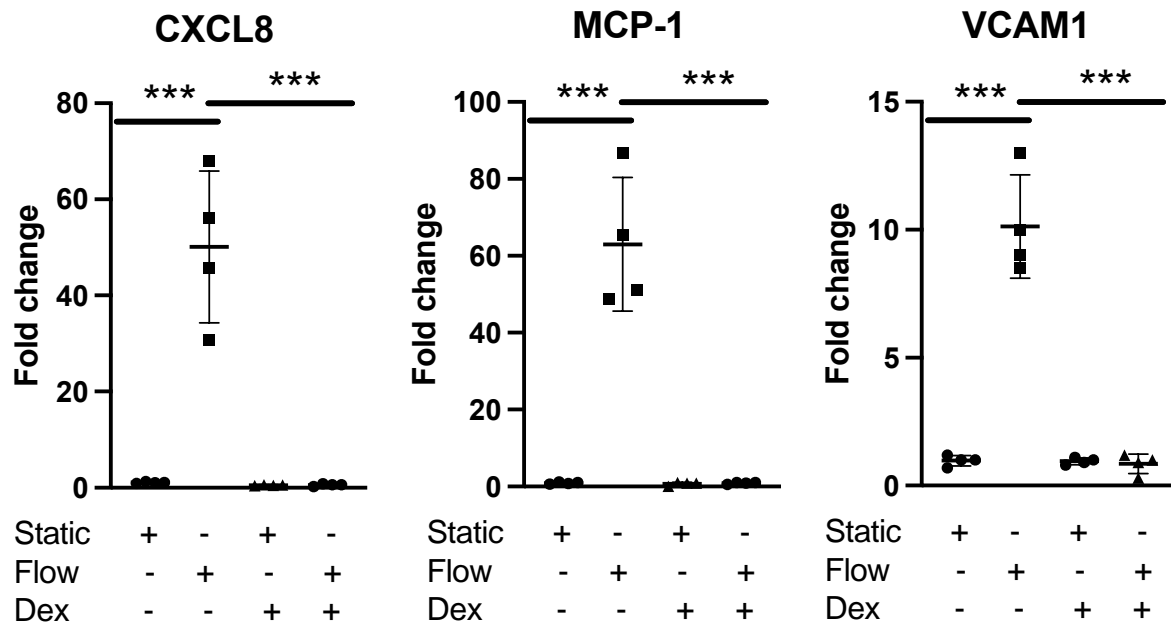 CXCL8
*** ***
80
60
40
20
0
Fold change
Static + - + -
Flow - + - +
Dex - - + +
MCP-1
*** ***
100
80
60
40
20
0
Fold change
Static + - + -
Flow - + - +
Dex - - + +
VCAM1
*** ***
15
10
5
0
Fold change
Static + - + -
Flow - + - +
Dex - - + +